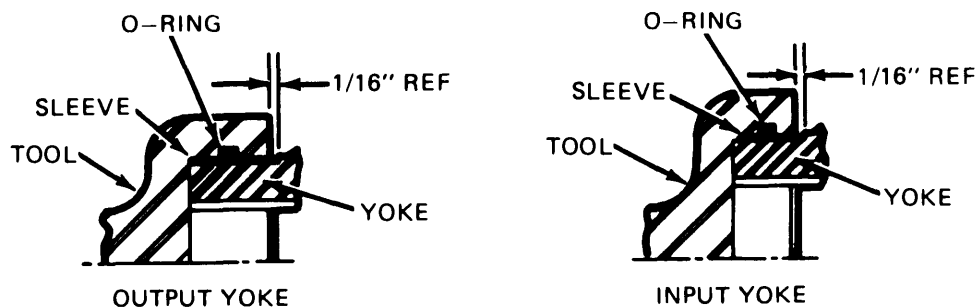 O-RING
1/16" REF
SLEEVE
TOOL
YOKE
OUTPUT YOKE
O-RING
1/16" REF
SLEEVE
TOOL
YOKE
INPUT YOKE